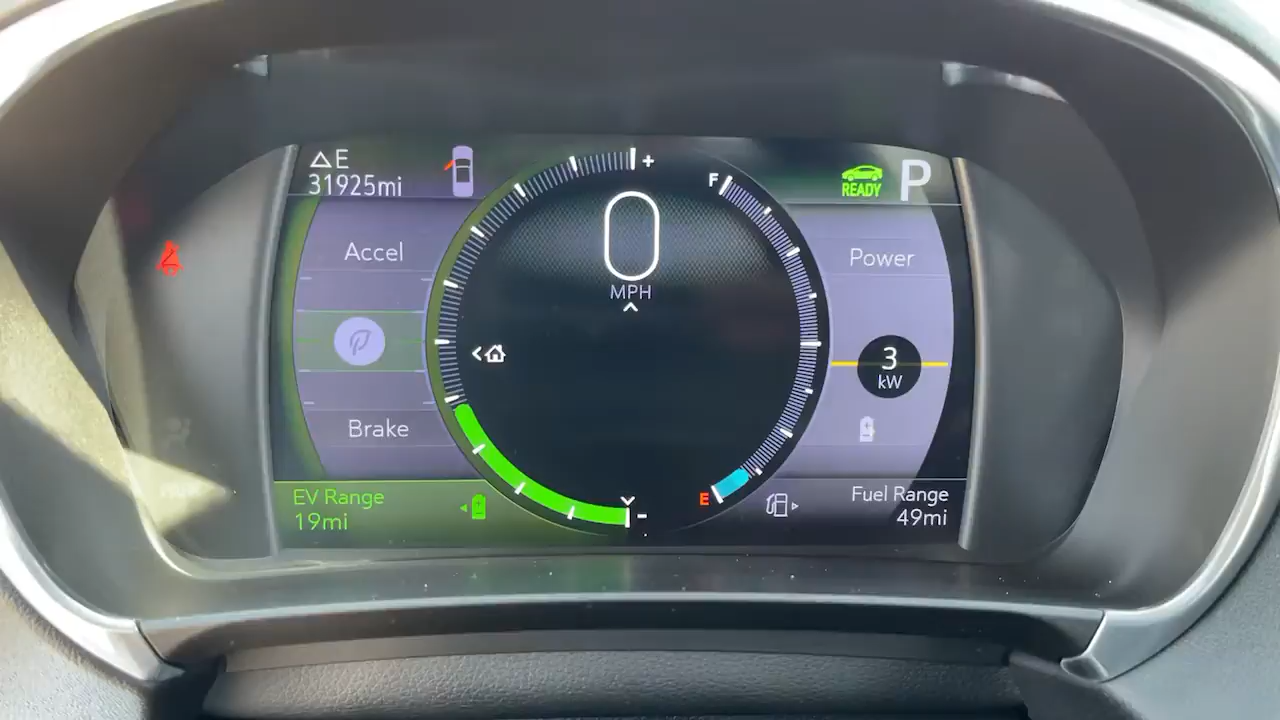 △E
31925mi
+
F
READY
P
0
MPH
Accel
Power
3
kW
Brake
EV Range
19mi
E
-
Fuel Range
49mi